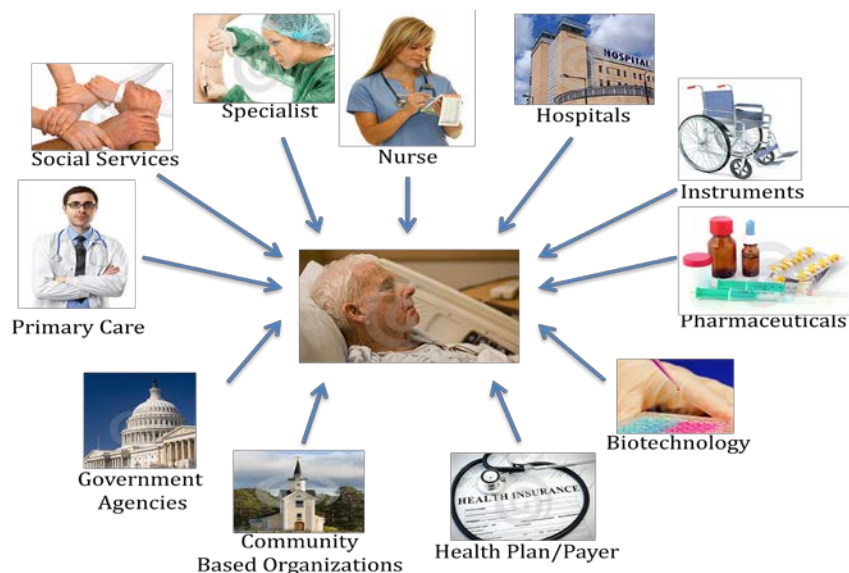 Specialist
Nurse
HOSPITAL
Hospitals
Social Services
Instruments
Primary Care
Pharmaceuticals
Government
Agencies
Community
Based Organizations
HEALTH INSURANCE
Health Plan/Payer
Biotechnology